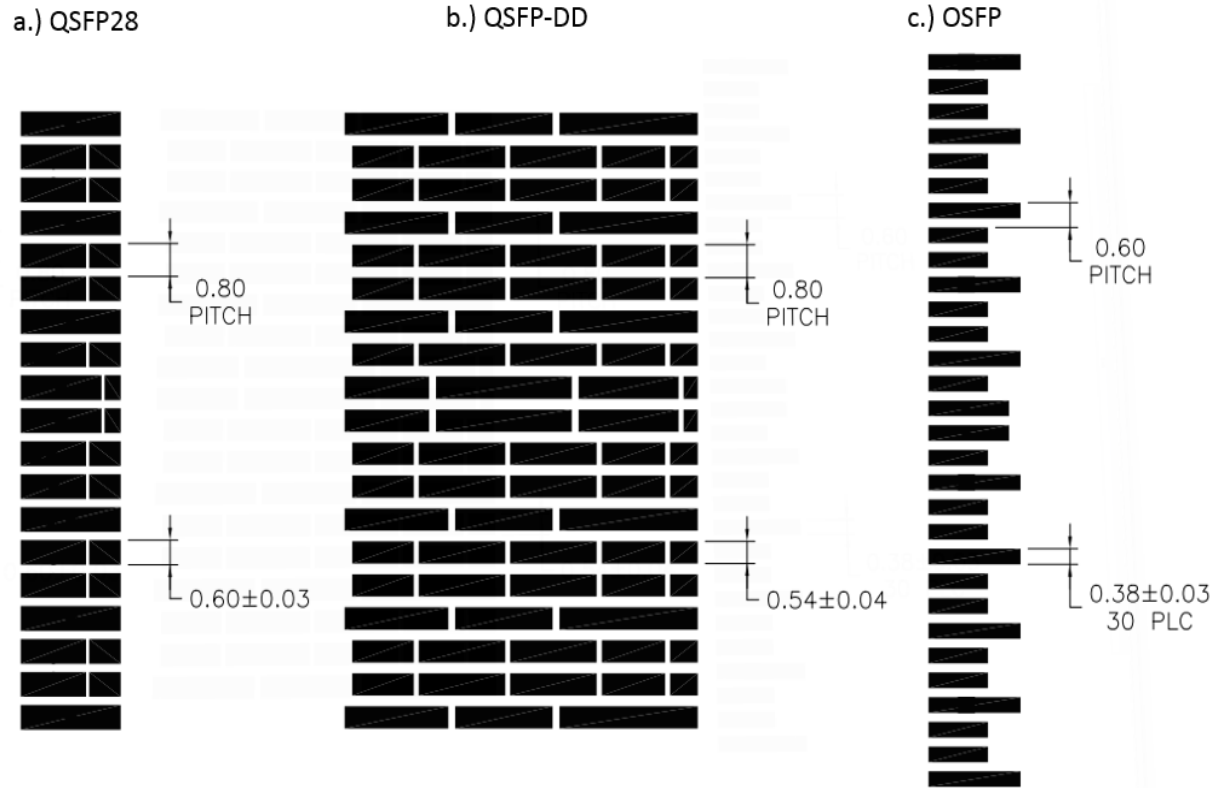 a.) QSFP28
b.) QSFP-DD
c.) OSFP
0.80
PITCH
0.60±0.03
0.80
PITCH
0.54±0.04
0.60
PITCH
0.38±0.03
30 PLC